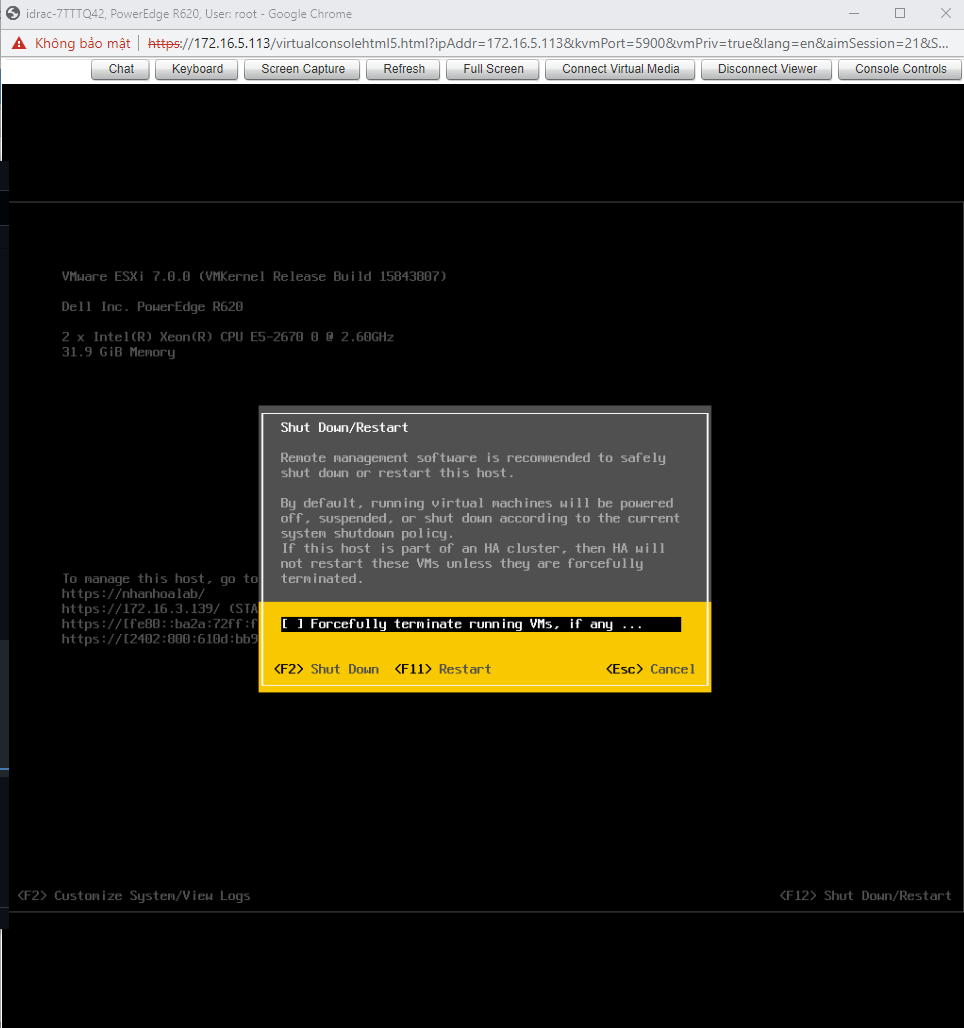 idrac-7TTTQ42, PowerEdge R620, User: root - Google Chrome
Không bảo mật | https://172.16.5.113/virtualconsolehtml5.html?ipAddr=172.16.5.113&kvmPort=5900&vmPriv=true&lang=en&aimSession=21&S...
Chat Keyboard Screen Capture Refresh Full Screen Connect Virtual Media Disconnect Viewer Console Controls
VMware ESXi 7.0.0 (VMKernel Release Build 15843807)
Dell Inc. PowerEdge R620
2 x Intel(R) Xeon(R) CPU E5-2670 0 @ 2.60GHz
31.9 GiB Memory
Shut Down/Restart
Remote management software is recommended to safely
shut down or restart this host.
By default, running virtual machines will be powered
off, suspended, or shut down according to the current
system shutdown policy.
If this host is part of an HA cluster, then HA will
not restart these VMs unless they are forcefully
terminated.
[ ] Forcefully terminate running VMs, if any ...
<F2> Shut Down <F11> Restart <Esc> Cancel
To manage this host, go to
https://nhanhoalab/
https://172.16.3.139/ (STA
https://[fe80::ba2a:72ff:f
https://[2402:800:610d:bb9
<F2> Customize System/View Logs <F12> Shut Down/Restart